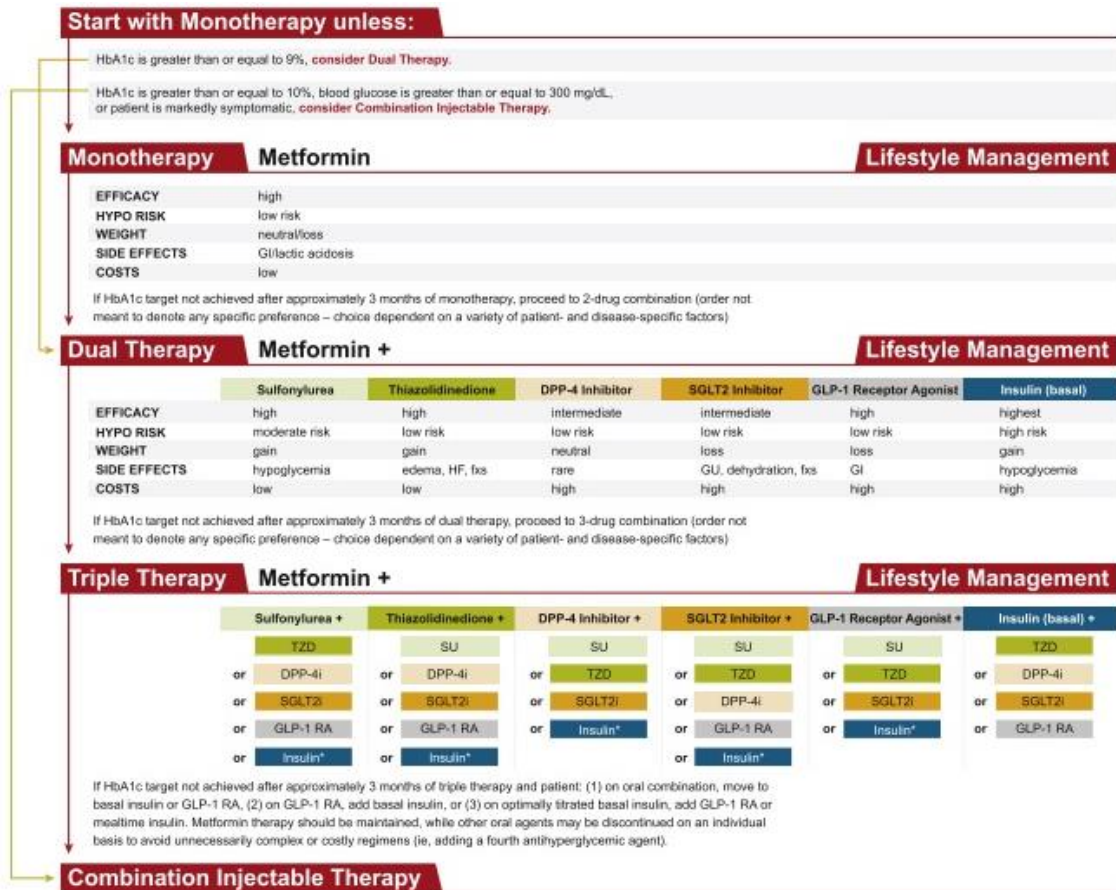 Start with Monotherapy unless:
HbA1c is greater than or equal to 9%, consider Dual Therapy.
HbA1c is greater than or equal to 10%, blood glucose is greater than or equal to 300 mg/dL,
or patient is markedly symptomatic, consider Combination Injectable Therapy.
Monotherapy Metformin Lifestyle Management
EFFICACY high
HYPO RISK low risk
WEIGHT neutral/loss
SIDE EFFECTS GI/lactic acidosis
COSTS low
If HbA1c target not achieved after approximately 3 months of monotherapy, proceed to 2-drug combination (order not
meant to denote any specific preference – choice dependent on a variety of patient- and disease-specific factors)
Dual Therapy Metformin + Lifestyle Management
Sulfonylurea Thiazolidinedione DPP-4 Inhibitor SGLT2 Inhibitor GLP-1 Receptor Agonist Insulin (basal)
EFFICACY high high intermediate intermediate high highest
HYPO RISK moderate risk low risk low risk low risk low risk high risk
WEIGHT gain gain neutral loss loss gain
SIDE EFFECTS hypoglycemia edema, HF, fxs rare GU, dehydration, fxs GI hypoglycemia
COSTS low low high high high high
If HbA1c target not achieved after approximately 3 months of dual therapy, proceed to 3-drug combination (order not
meant to denote any specific preference – choice dependent on a variety of patient- and disease-specific factors)
Triple Therapy Metformin + Lifestyle Management
Sulfonylurea + Thiazolidinedione + DPP-4 Inhibitor + SGLT2 Inhibitor + GLP-1 Receptor Agonist + Insulin (basal) +
TZD SU SU SU SU TZD
or DPP-4i or DPP-4i or TZD or TZD or TZD or DPP-4i
or SGLT2i or SGLT2i or SGLT2i or DPP-4i or SGLT2i or SGLT2i
or GLP-1 RA or GLP-1 RA or Insulin* or GLP-1 RA or Insulin* or GLP-1 RA
or Insulin* or Insulin* or Insulin*
If HbA1c target not achieved after approximately 3 months of triple therapy and patient: (1) on oral combination, move to
basal insulin or GLP-1 RA, (2) on GLP-1 RA, add basal insulin, or (3) on optimally titrated basal insulin, add GLP-1 RA or
mealtime insulin. Metformin therapy should be maintained, while other oral agents may be discontinued on an individual
basis to avoid unnecessarily complex or costly regimens (ie, adding a fourth antihyperglycemic agent).
Combination Injectable Therapy